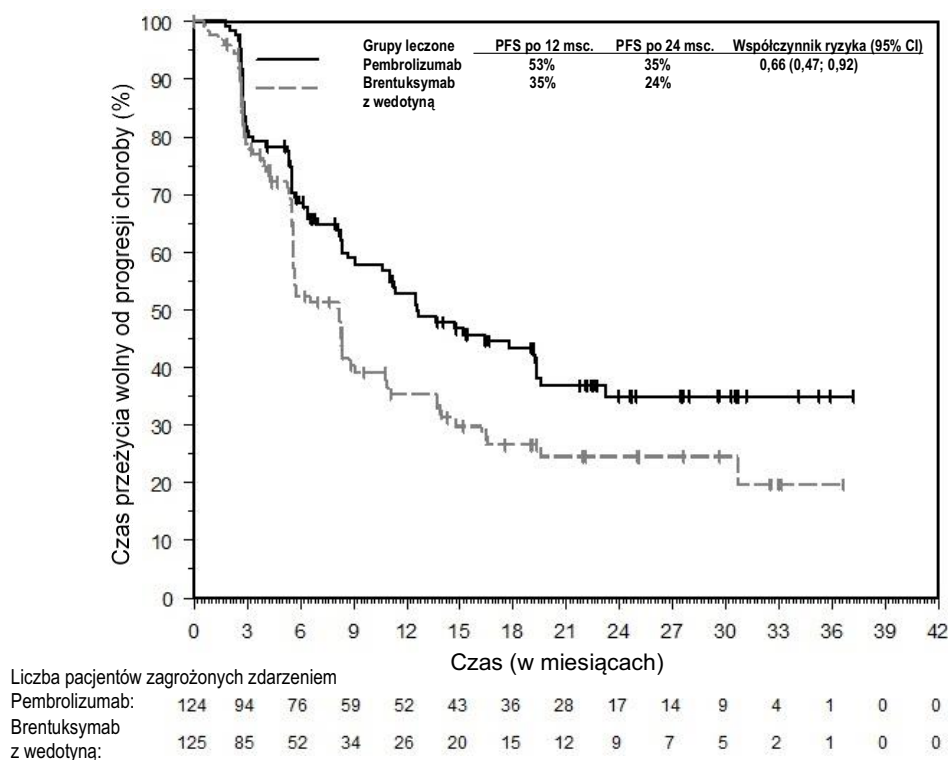 Grupy leczone PFS po 12 msc. PFS po 24 msc. Współczynnik ryzyka (95% CI)
Pembrolizumab 53% 35% 0,66 (0,47; 0,92)
Brentuksymab 35% 24%
z wedotyną
Czas przeżycia wolny od progresji choroby (%)
100
90
80
70
60
50
40
30
20
10
0
0 3 6 9 12 15 18 21 24 27 30 33 36 39 42
Czas (w miesiącach)
Liczba pacjentów zagrożonych zdarzeniem
Pembrolizumab: 124 94 76 59 52 43 36 28 17 14 9 4 1 0 0
Brentuksymab
z wedotyną: 125 85 52 34 26 20 15 12 9 7 5 2 1 0 0